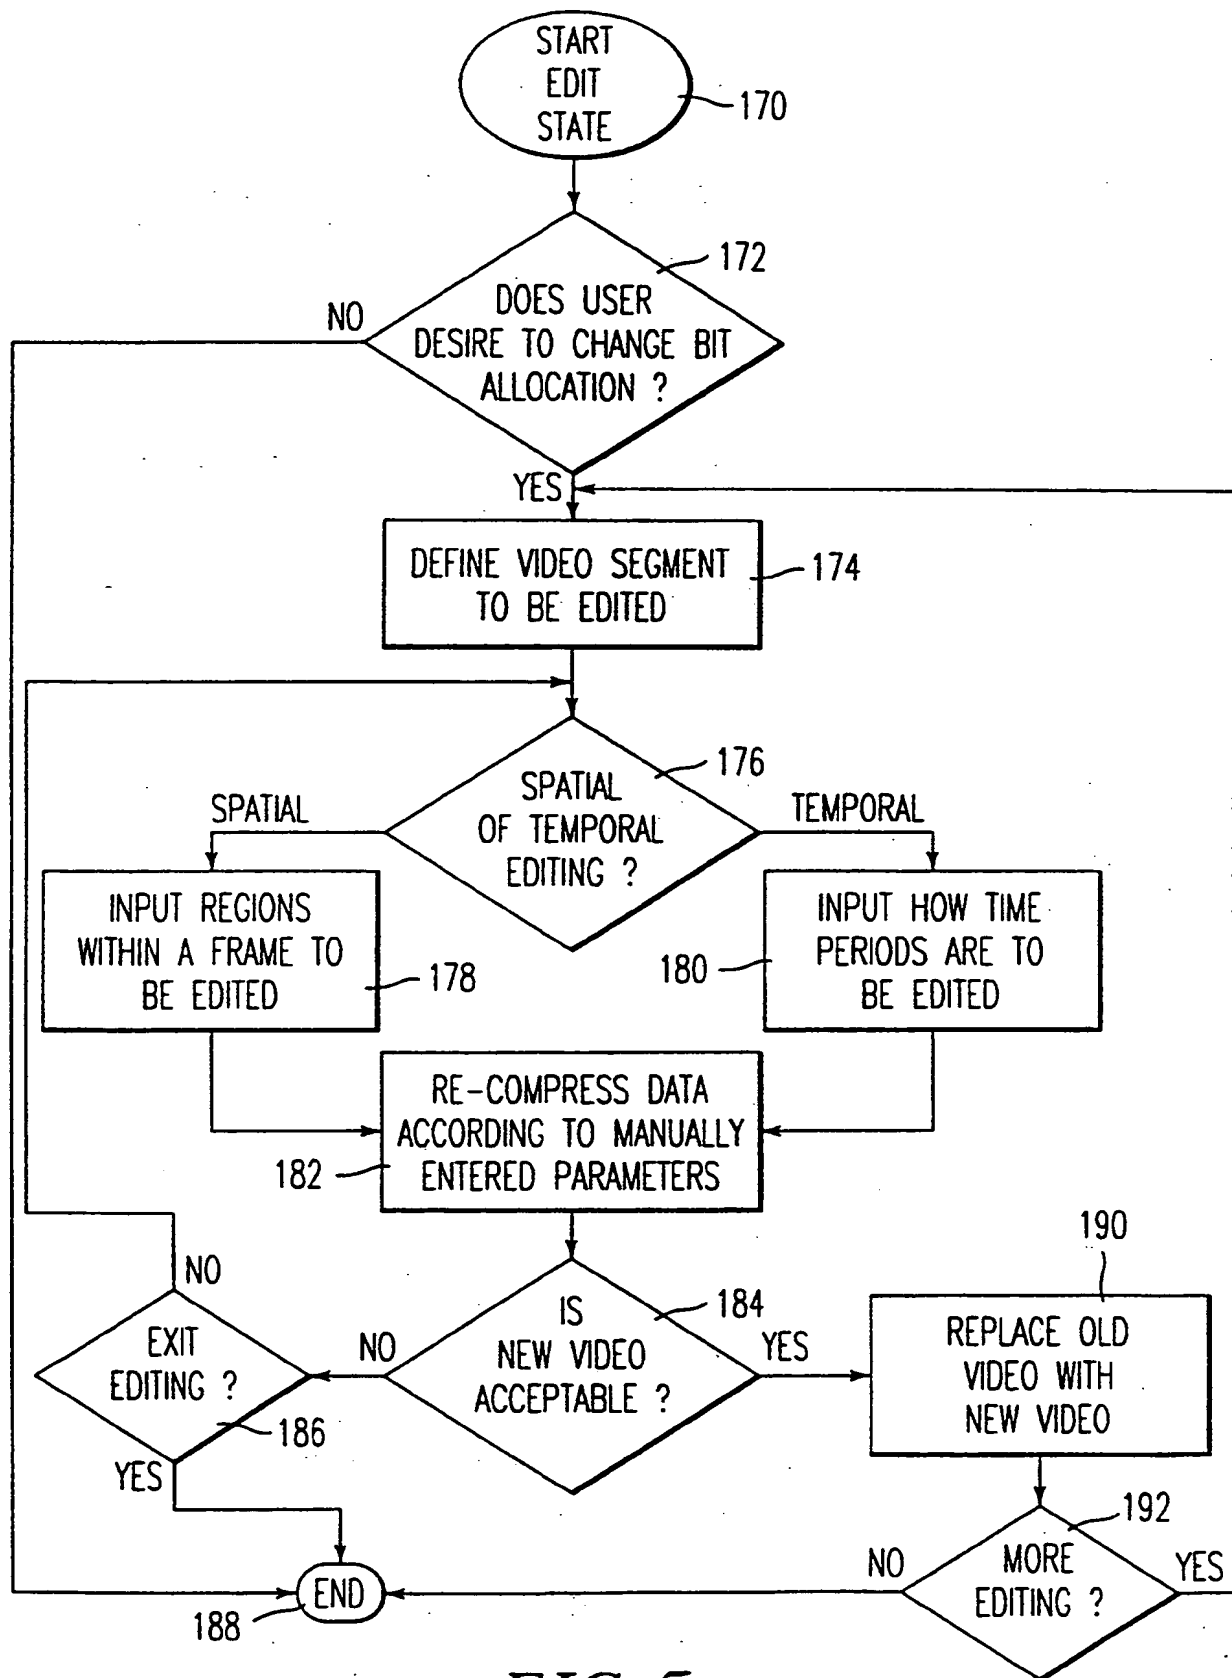 START
EDIT
STATE
170
172
DOES USER
DESIRE TO CHANGE BIT
ALLOCATION ?
NO
YES
DEFINE VIDEO SEGMENT
TO BE EDITED
174
176
SPATIAL
OF TEMPORAL
EDITING ?
SPATIAL
TEMPORAL
INPUT REGIONS
WITHIN A FRAME TO
BE EDITED
178
INPUT HOW TIME
PERIODS ARE TO
BE EDITED
180
RE-COMPRESS DATA
ACCORDING TO MANUALLY
ENTERED PARAMETERS
182
IS
NEW VIDEO
ACCEPTABLE ?
184
NO
YES
EXIT
EDITING ?
186
NO
YES
190
REPLACE OLD
VIDEO WITH
NEW VIDEO
192
MORE
EDITING ?
NO
YES
END
188
FIG. 5